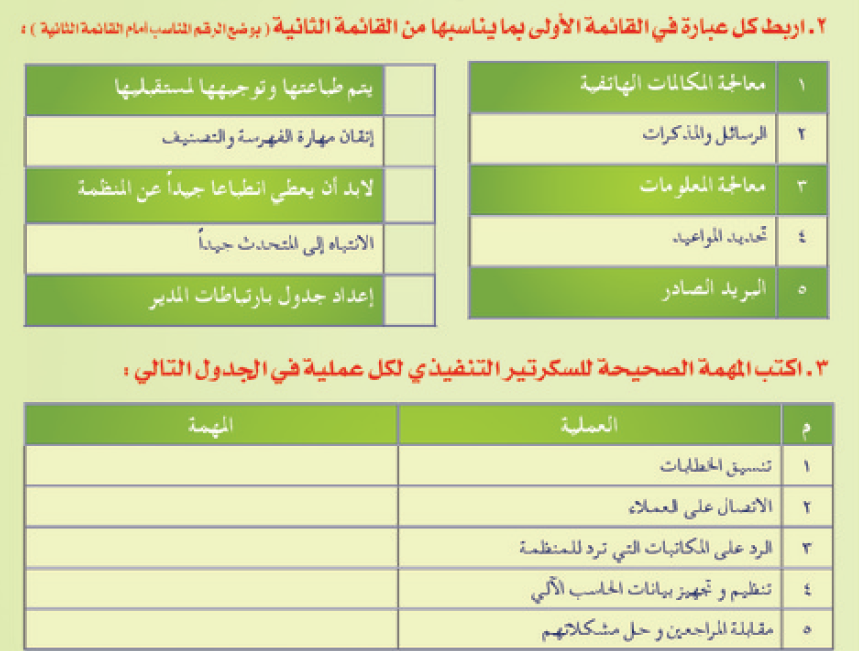 ٢. اربط كل عبارة في القائمة الأولى بما يناسبها من القائمة الثانية ( بوضع الرقم المناسب أمام القائمة الثانية ) :
١ معالجة المكالمات الهاتفية
٢ الرسائل والمذكرات
٣ معالجة المعلومات
٤ تحديد المواعيد
٥ البريد الصادر
يتم طباعتها وتوجيهها لمستقبليها
إتقان مهارة الفهرسة والتصنيف
لابد أن يعطي انطباعا جيداً عن المنظمة
الانتباه إلى المتحدث جيداً
إعداد جدول بارتباطات المدير
٣. اكتب المهمة الصحيحة للسكرتير التنفيذي لكل عملية في الجدول التالي :
م العملية المهمة
١ تنسيق الخطابات
٢ الاتصال على العملاء
٣ الرد على المكاتبات التي ترد للمنظمة
٤ تنظيم و تجهيز بيانات الحاسب الآلي
٥ مقابلة المراجعين و حل مشكلاتهم